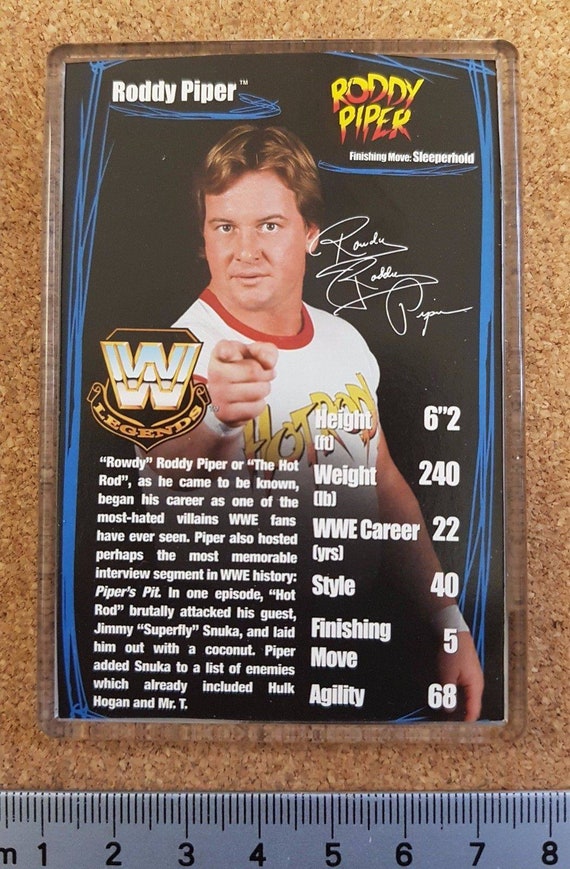 Roddy Piper™
RODDY
PIPER
Finishing Move: Sleeperhold
Rowdy
Roddy
Piper
W
LEGENDS™
HOT ROD
"Rowdy" Roddy Piper or "The Hot
Rod", as he came to be known,
began his career as one of the
most-hated villains WWE fans
have ever seen. Piper also hosted
perhaps the most memorable
interview segment in WWE history:
Piper's Pit. In one episode, "Hot
Rod" brutally attacked his guest,
Jimmy "Superfly" Snuka, and laid
him out with a coconut. Piper
added Snuka to a list of enemies
which already included Hulk
Hogan and Mr. T.
Height 6"2
(ft)
Weight 240
(lb)
WWE Career 22
(yrs)
Style 40
Finishing
Move 5
Agility 68
m 1 2 3 4 5 6 7 8